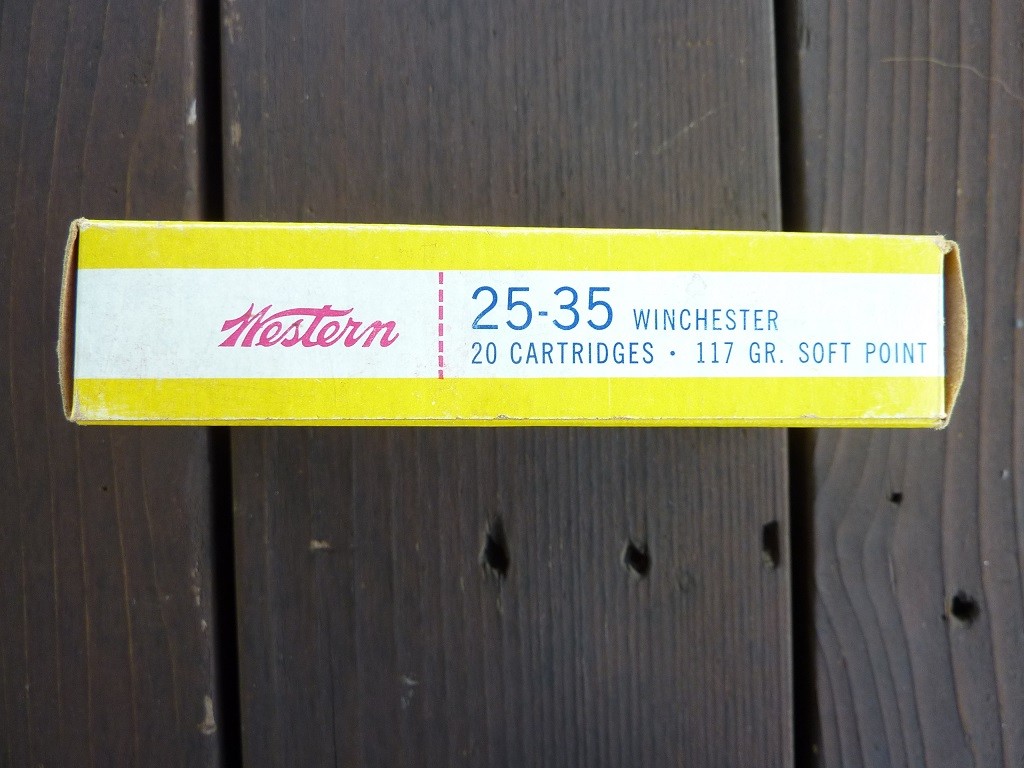 Western
25-35 WINCHESTER
20 CARTRIDGES · 117 GR. SOFT POINT